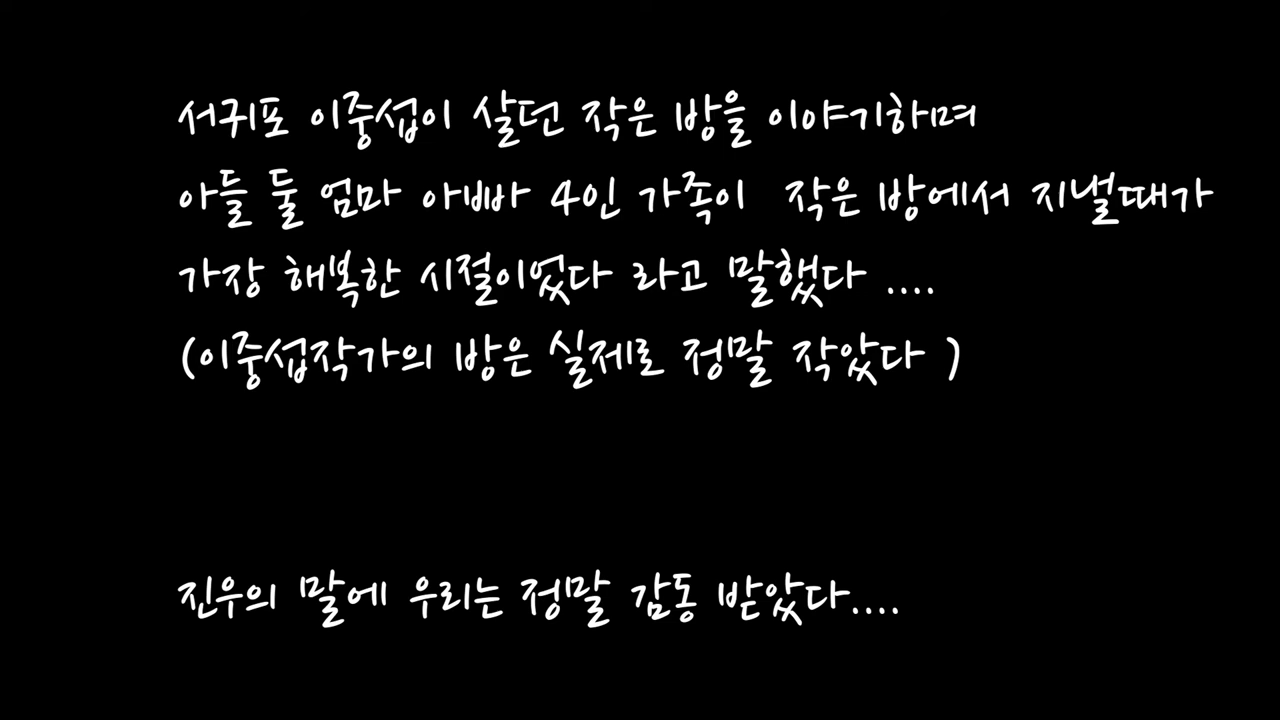 서귀포 이중섭이 살던 작은 방을 이야기하며
아들 둘 엄마 아빠 4인 가족이 작은 방에서 지낼때가
가장 해복한 시절이었다 라고 말했다 ....
(이중섭작가의 방은 실제로 정말 작았다 )
진우의 말에 우리는 정말 감동 받았다....